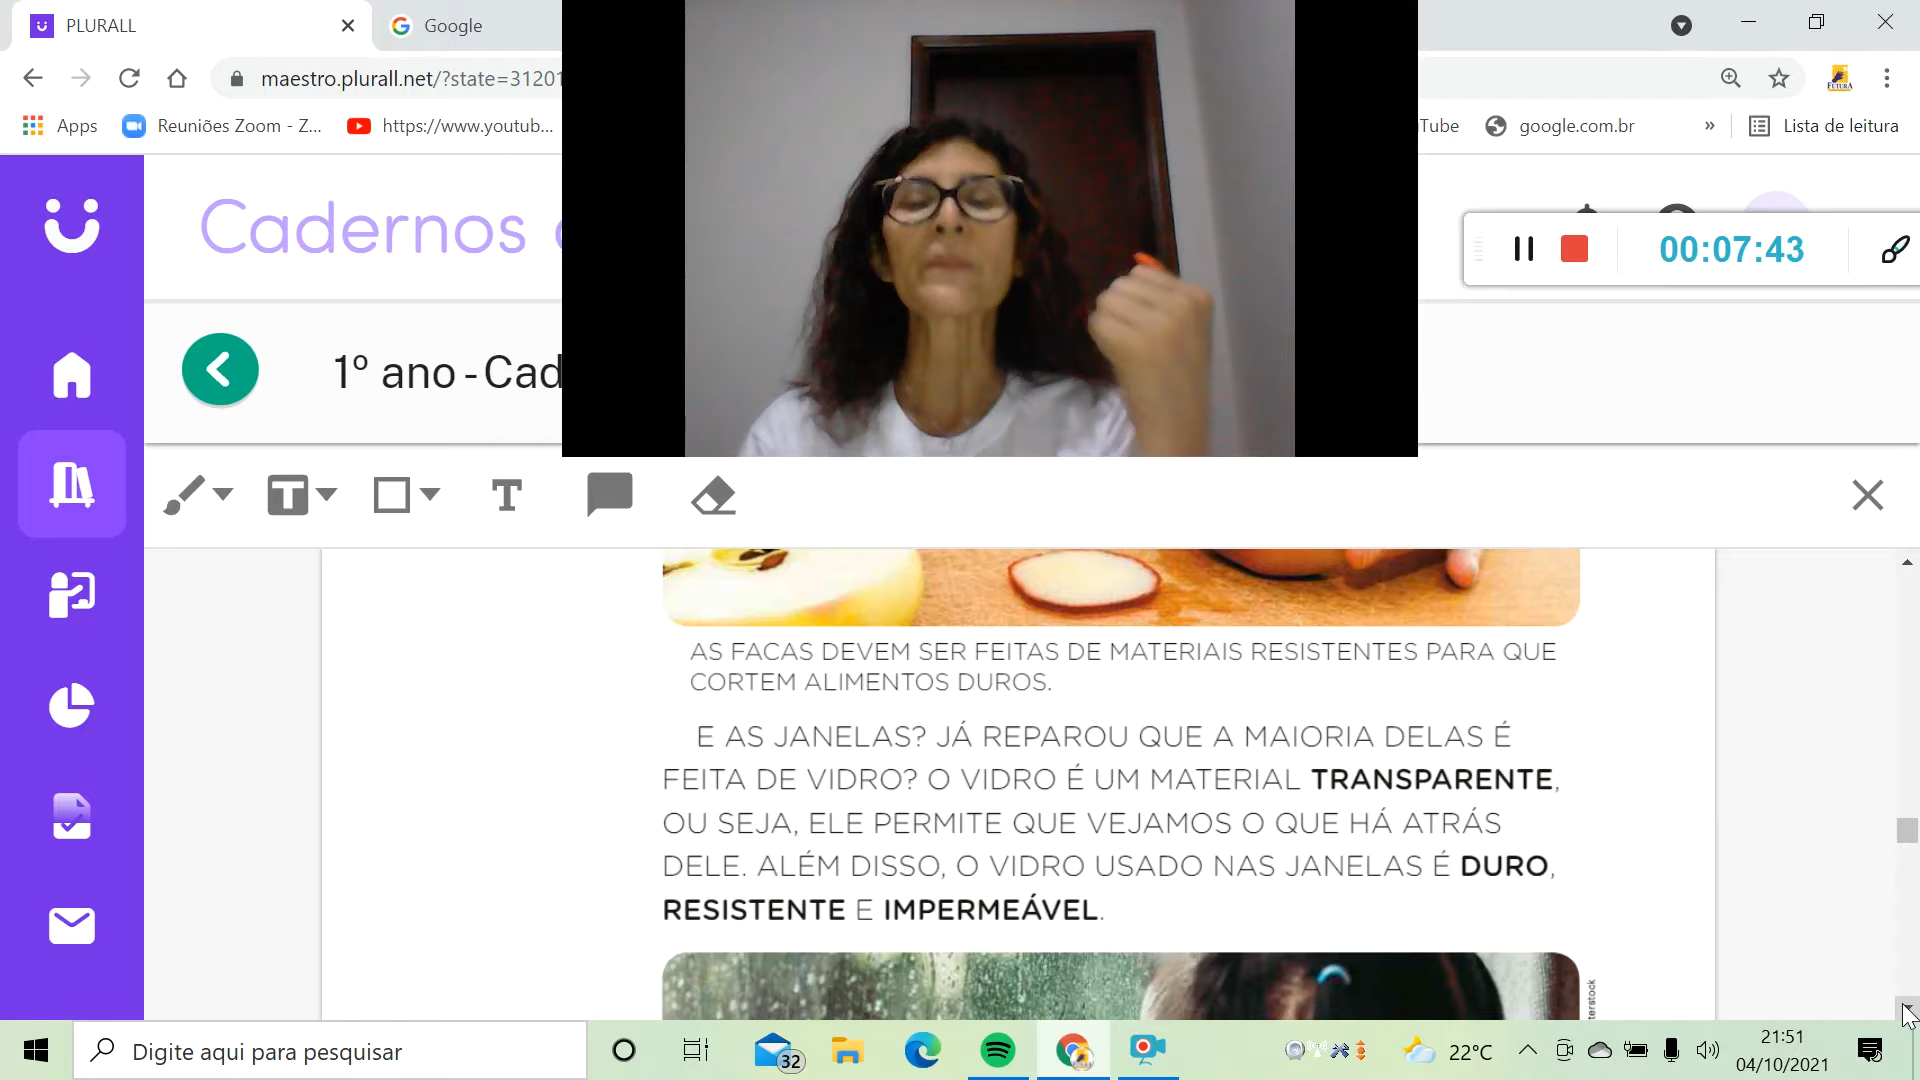 PLURALL
Google
maestro.plurall.net/?state=31201
Apps
Reuniões Zoom - Z...
https://www.youtub...
Tube
google.com.br
»
Lista de leitura
FUTURA
Cadernos
00:07:43
1º ano - Cad
T
T
AS FACAS DEVEM SER FEITAS DE MATERIAIS RESISTENTES PARA QUE
CORTEM ALIMENTOS DUROS.
E AS JANELAS? JÁ REPAROU QUE A MAIORIA DELAS É
FEITA DE VIDRO? O VIDRO É UM MATERIAL TRANSPARENTE,
OU SEJA, ELE PERMITE QUE VEJAMOS O QUE HÁ ATRÁS
DELE. ALÉM DISSO, O VIDRO USADO NAS JANELAS É DURO,
RESISTENTE E IMPERMEÁVEL.
terstock
Digite aqui para pesquisar
32
22°C
21:51
04/10/2021